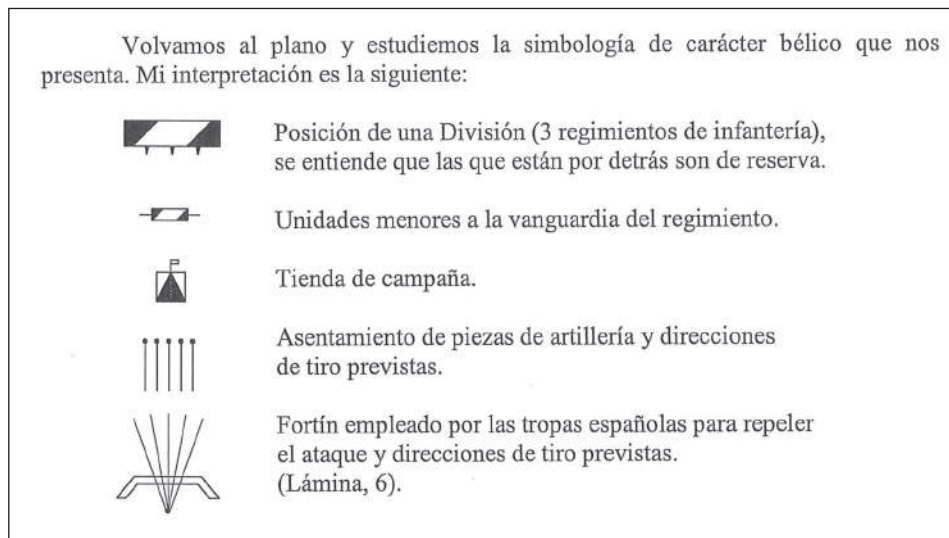 Volvamos al plano y estudiemos la simbología de carácter bélico que nos
presenta. Mi interpretación es la siguiente:
Posición de una División (3 regimientos de infantería),
se entiende que las que están por detrás son de reserva.
Unidades menores a la vanguardia del regimiento.
Tienda de campaña.
Asentamiento de piezas de artillería y direcciones
de tiro previstas.
Fortín empleado por las tropas españolas para repeler
el ataque y direcciones de tiro previstas.
(Lámina, 6).